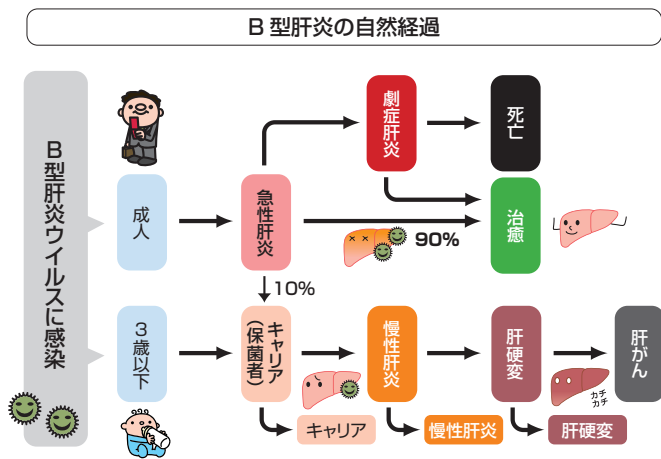 B型肝炎の自然経過
B型肝炎ウイルスに感染
成人
急性肝炎
劇症肝炎
死亡
治癒
90%
10%
3歳以下
キャリア
(保菌者)
慢性肝炎
肝硬変
肝がん
カチ
カチ
キャリア
慢性肝炎
肝硬変